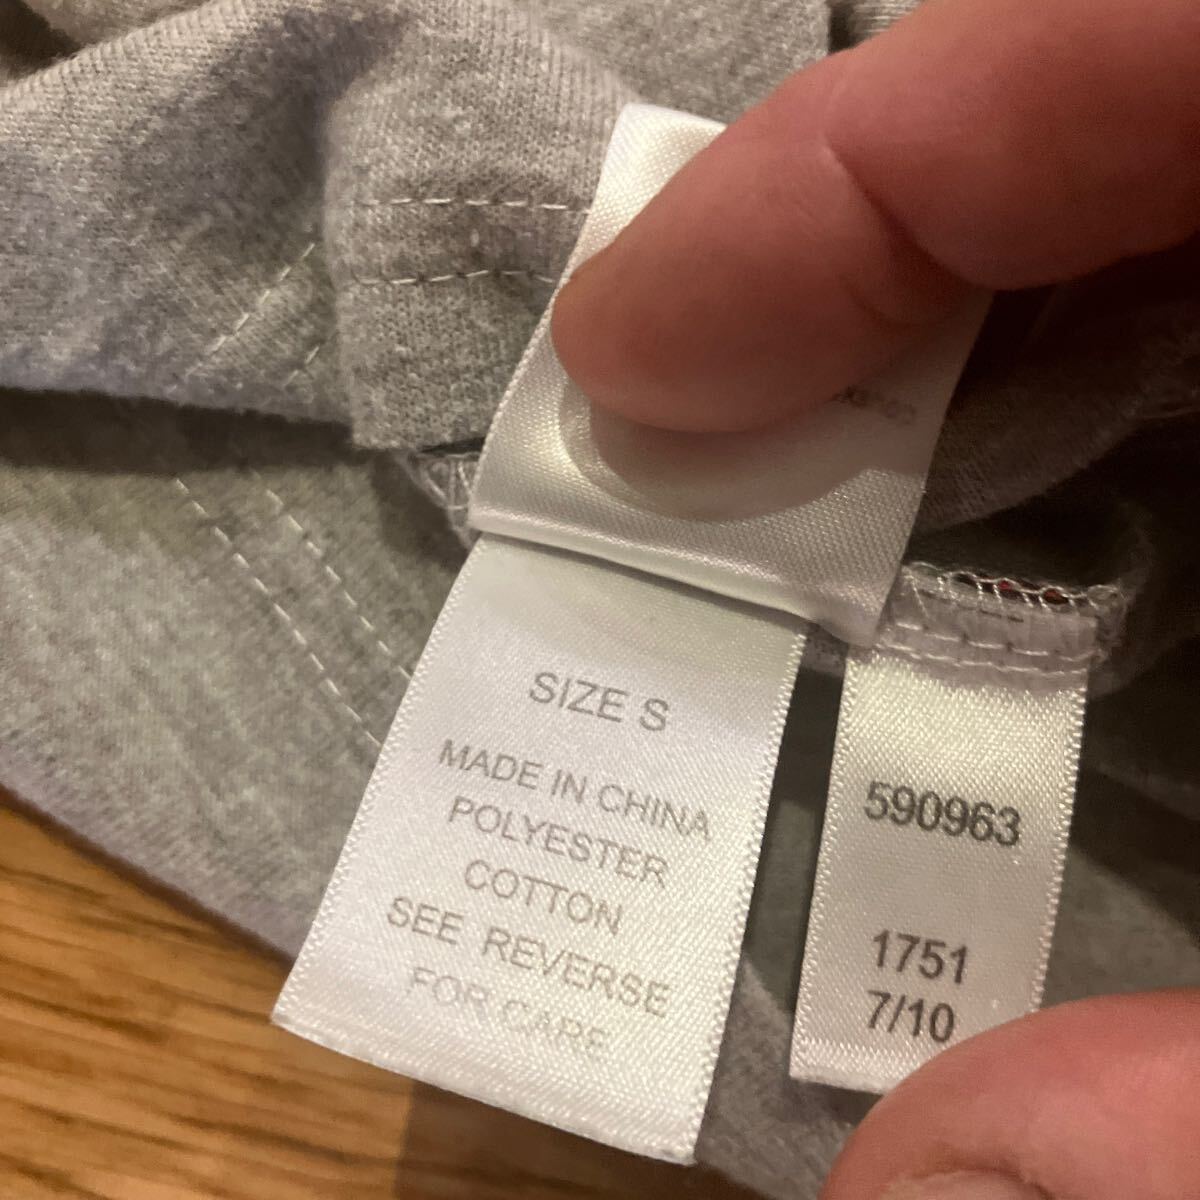 SIZE S
MADE IN CHINA
POLYESTER
COTTON
SEE REVERSE
FOR CARE
590963
1751
7/10